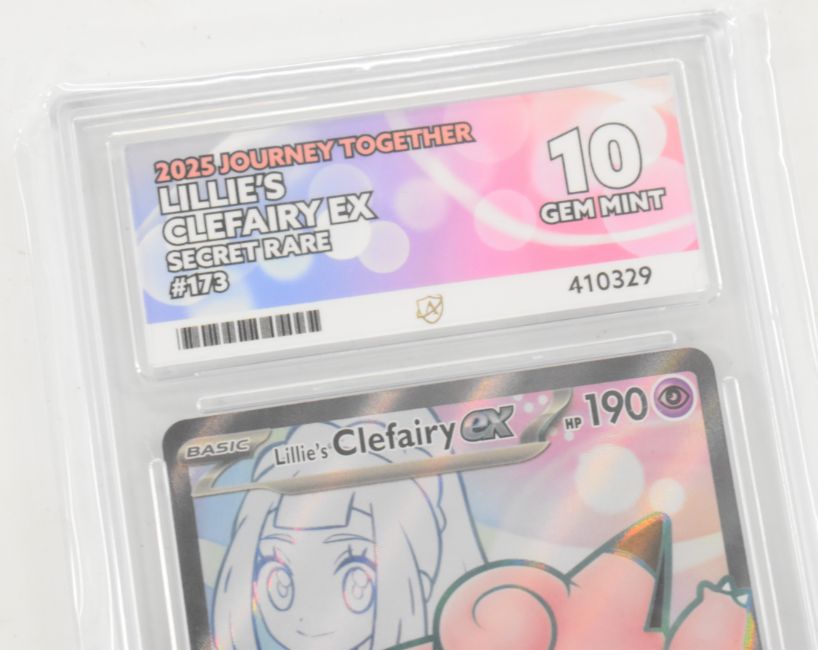 2025 JOURNEY TOGETHER
LILLIE'S
CLEFAIRY EX
SECRET RARE
#173
10
GEM MINT
410329
BASIC
Lillie's Clefairy ex
HP 190